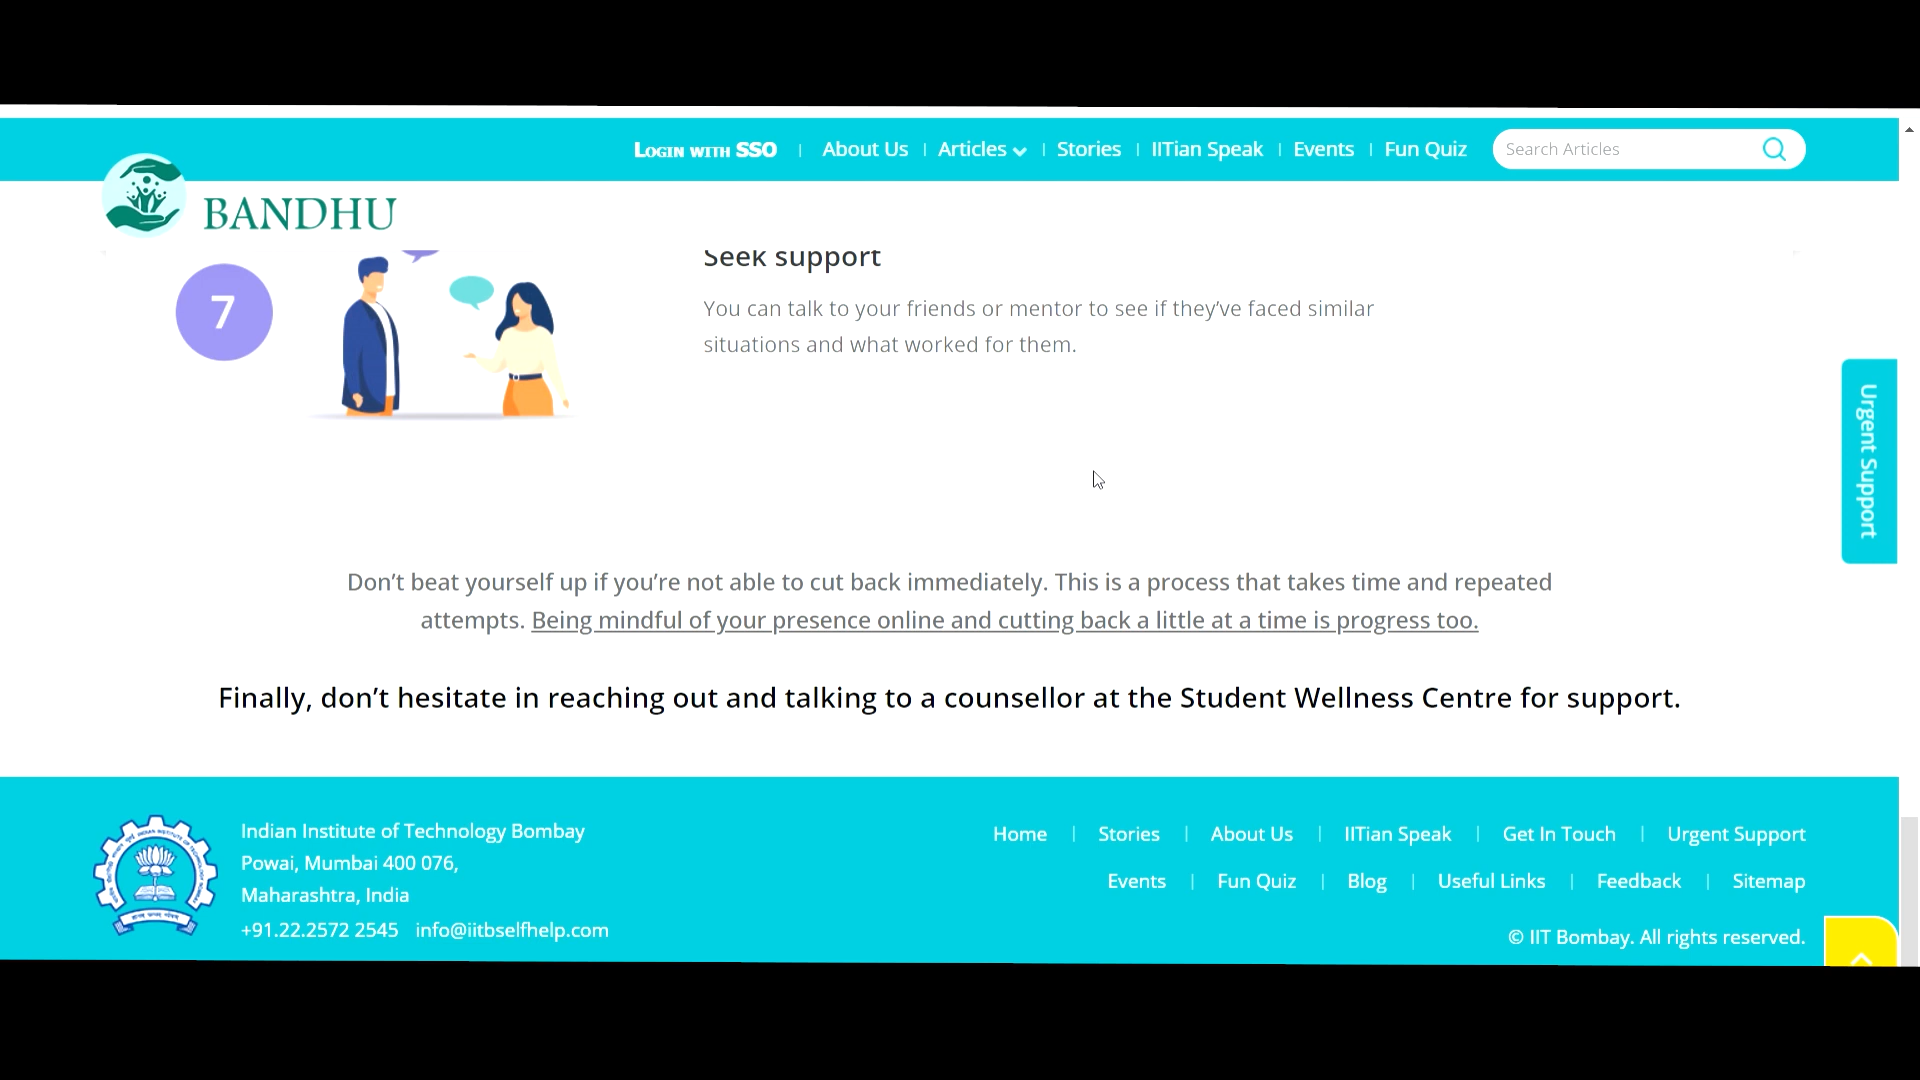 LOGIN WITH SSO | About Us | Articles | Stories | IITian Speak | Events | Fun Quiz
Search Articles
BANDHU
7
Seek support
You can talk to your friends or mentor to see if they’ve faced similar
situations and what worked for them.
Urgent Support
Don’t beat yourself up if you’re not able to cut back immediately. This is a process that takes time and repeated
attempts. Being mindful of your presence online and cutting back a little at a time is progress too.
Finally, don’t hesitate in reaching out and talking to a counsellor at the Student Wellness Centre for support.
Indian Institute of Technology Bombay
Powai, Mumbai 400 076,
Maharashtra, India
+91.22.2572 2545 info@iitbselfhelp.com
Home | Stories | About Us | IITian Speak | Get In Touch | Urgent Support
Events | Fun Quiz | Blog | Useful Links | Feedback | Sitemap
© IIT Bombay. All rights reserved.